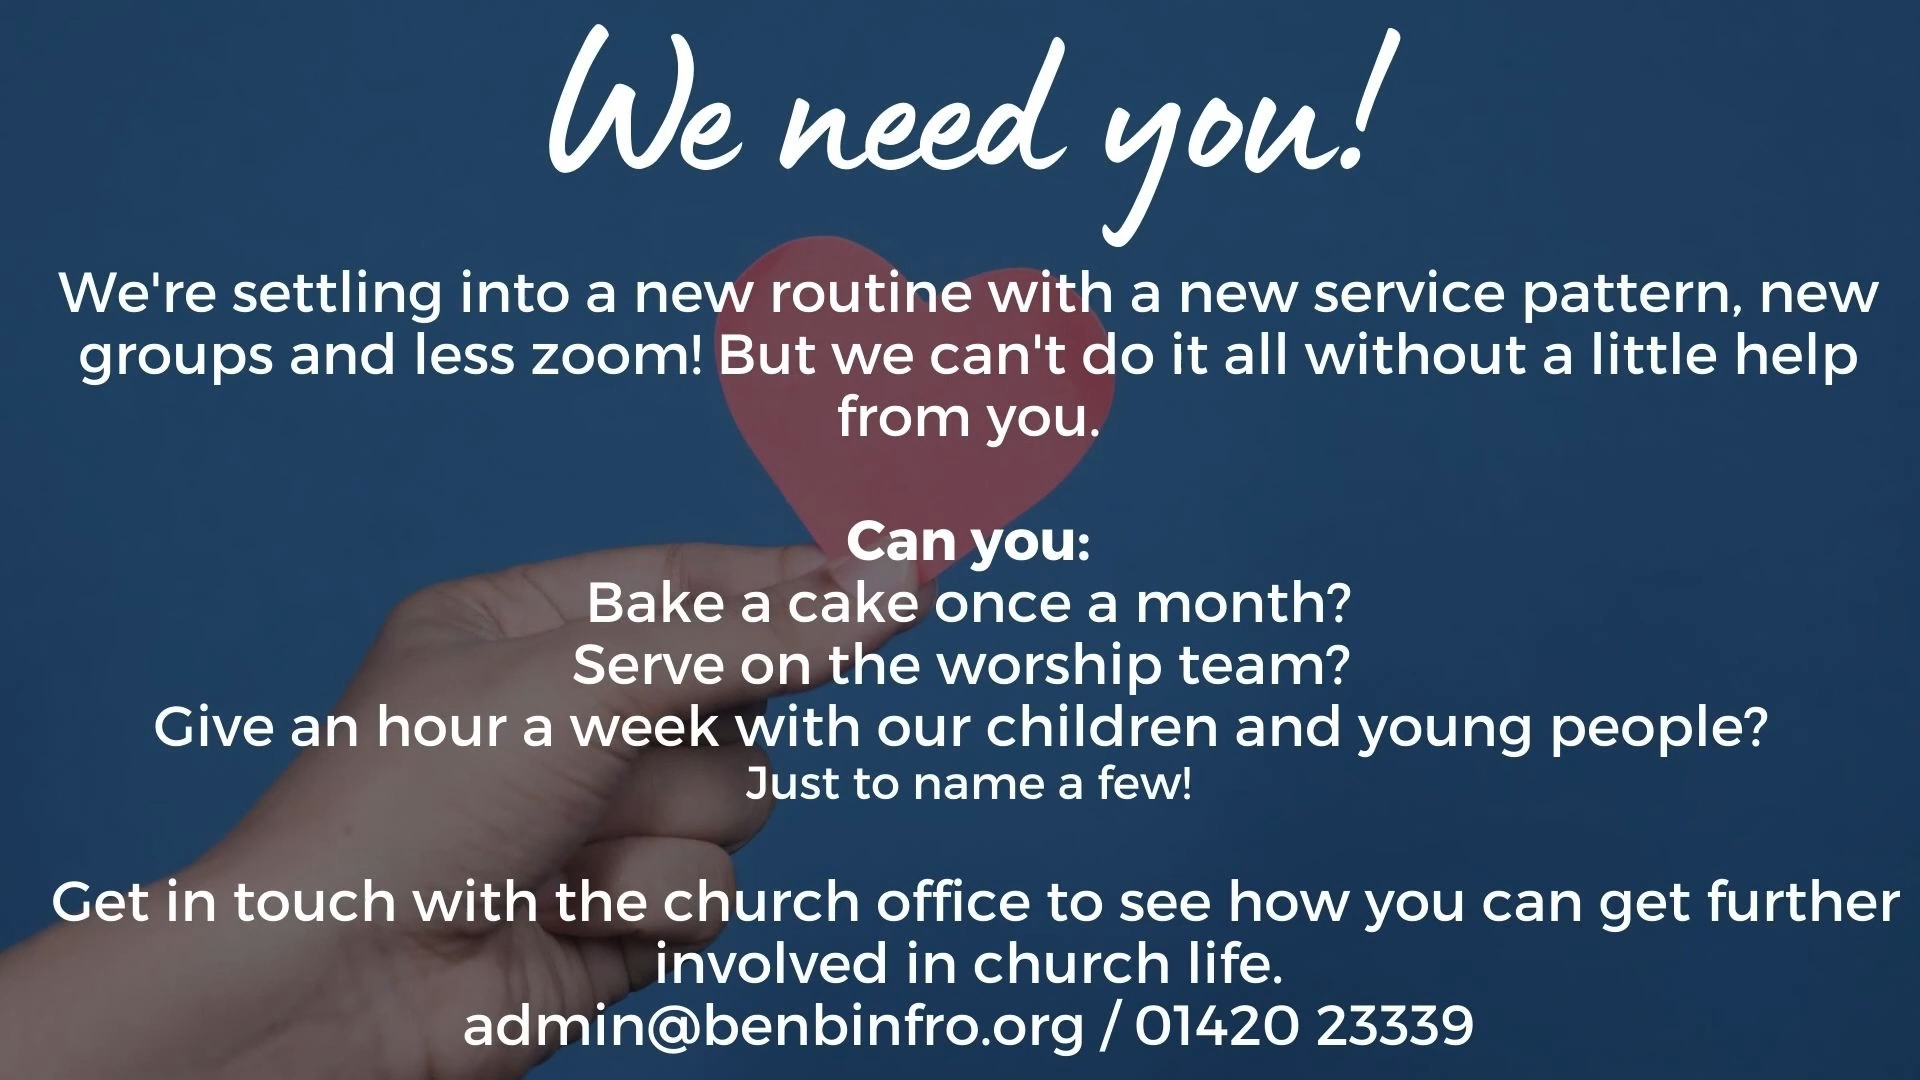 We need you!
We're settling into a new routine with a new service pattern, new
groups and less zoom! But we can't do it all without a little help
from you.
Can you:
Bake a cake once a month?
Serve on the worship team?
Give an hour a week with our children and young people?
Just to name a few!
Get in touch with the church office to see how you can get further
involved in church life.
admin@benbinfro.org / 01420 23339